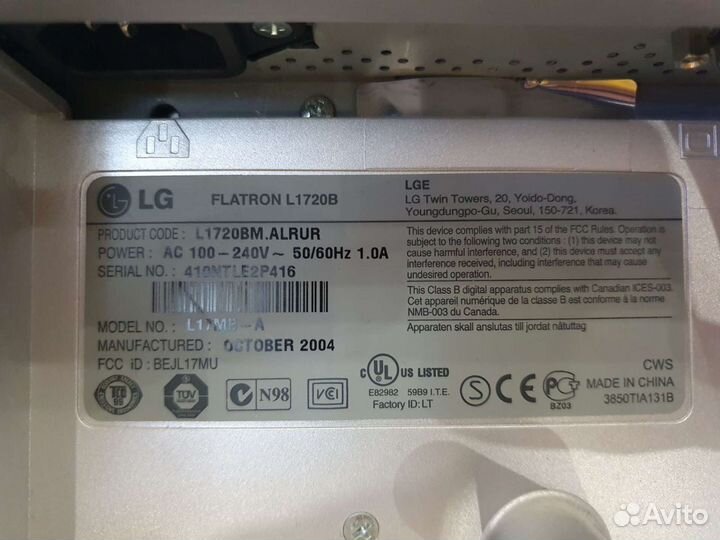 LG FLATRON L1720B
PRODUCT CODE : L1720BM.ALRUR
POWER : AC 100-240V~ 50/60Hz 1.0A
SERIAL NO. : 410NTLE2P416
MODEL NO. : L17MB-A
MANUFACTURED : OCTOBER 2004
FCC ID : BEJL17MU
LGE
LG Twin Towers, 20, Yoido-Dong,
Youngdungpo-Gu, Seoul, 150-721, Korea.
This device complies with part 15 of the FCC Rules. Operation is
subject to the following two conditions : (1) this device may not
cause harmful interference, and (2) this device must accept
any interference received, including interference that may cause
undesired operation.
This Class B digital apparatus complies with Canadian ICES-003.
Cet appareil numérique de la classe B est conforme à la norme
NMB-003 du Canada.
Apparaten skall anslutas till jordat nätuttag
TÜV
N98
VCI
C UL US LISTED
E82982 59B9 I.T.E.
Factory ID: LT
S
CE
BZ03
CWS
MADE IN CHINA
3850TIA131B
Avito